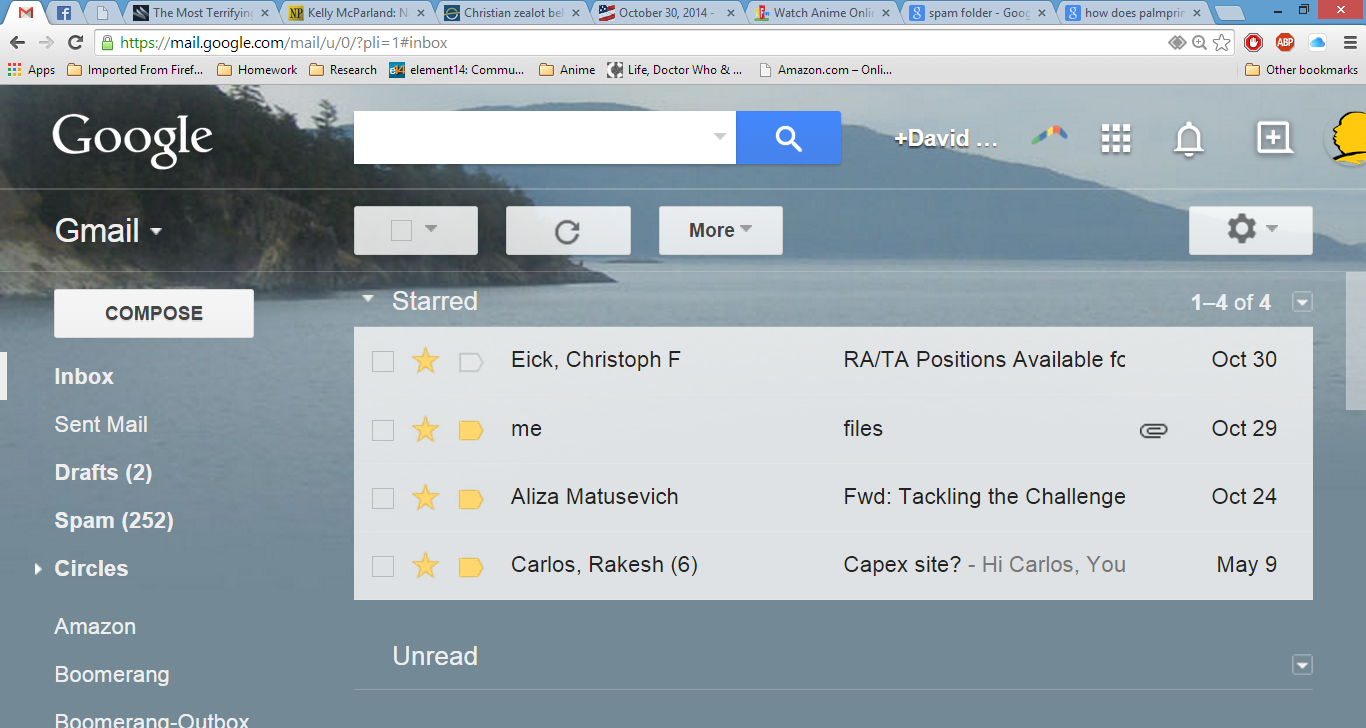 The Most Terrifyin
Kelly McParland: N
Christian zealot bel
October 30, 2014 -
Watch Anime Onlin
spam folder - Goog
how does palmprin
https://mail.google.com/mail/u/0/?pli=1#inbox
ABP
Apps
Imported From Firef...
Homework
Research
e14
element14: Commu...
Anime
Life, Doctor Who & ...
Amazon.com – Onli...
Other bookmarks
Google
+David ...
Gmail
More
COMPOSE
Starred
1–4 of 4
Inbox
Sent Mail
Drafts (2)
Spam (252)
Circles
Amazon
Boomerang
Boomerang-Outbox
Eick, Christoph F RA/TA Positions Available fo Oct 30
me files Oct 29
Aliza Matusevich Fwd: Tackling the Challenge Oct 24
Carlos, Rakesh (6) Capex site? - Hi Carlos, You May 9
Unread